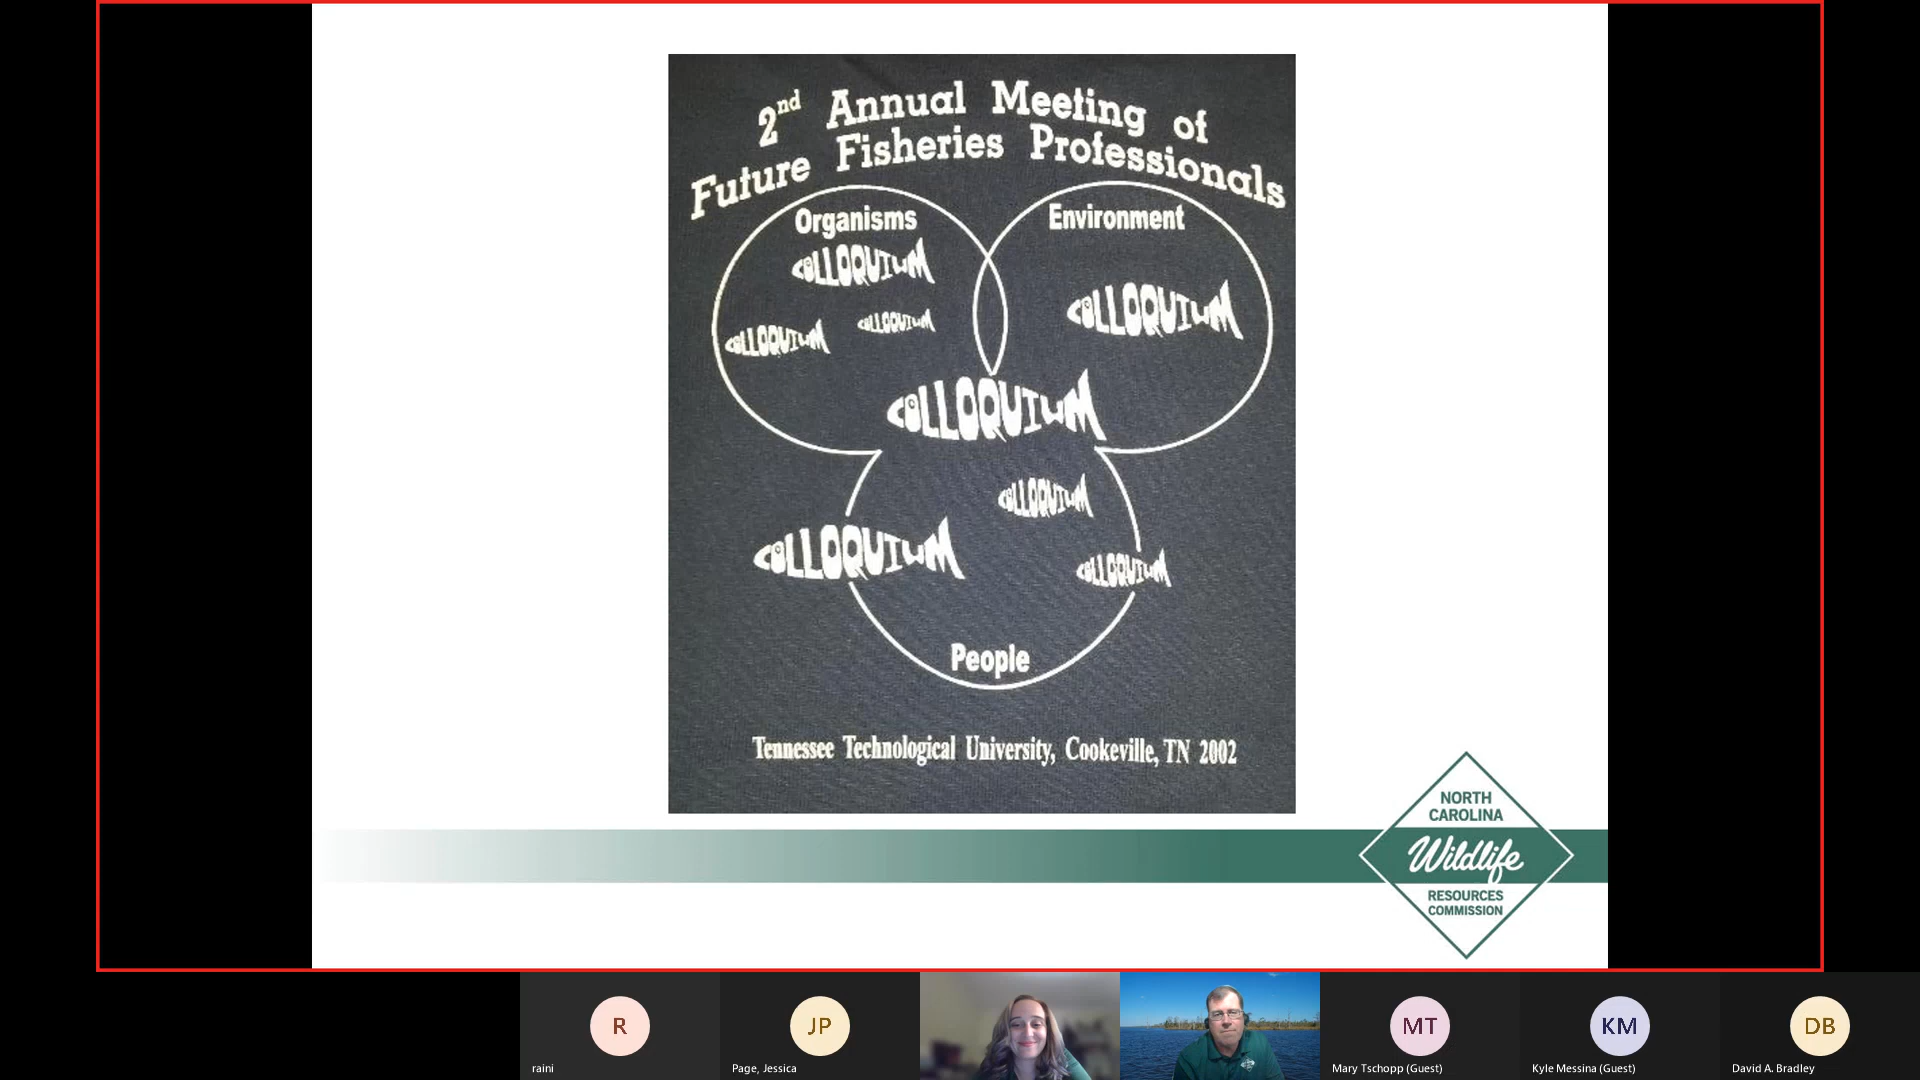 2nd Annual Meeting of
Future Fisheries Professionals
Organisms
Environment
COLLOQUIUM
COLLOQUIUM
COLLOQUIUM
COLLOQUIUM
COLLOQUIUM
COLLOQUIUM
COLLOQUIUM
COLLOQUIUM
People
Tennessee Technological University, Cookeville, TN 2002
NORTH
CAROLINA
Wildlife
RESOURCES
COMMISSION
R
JP
MT
KM
DB
raini
Page, Jessica
Mary Tschopp (Guest)
Kyle Messina (Guest)
David A. Bradley